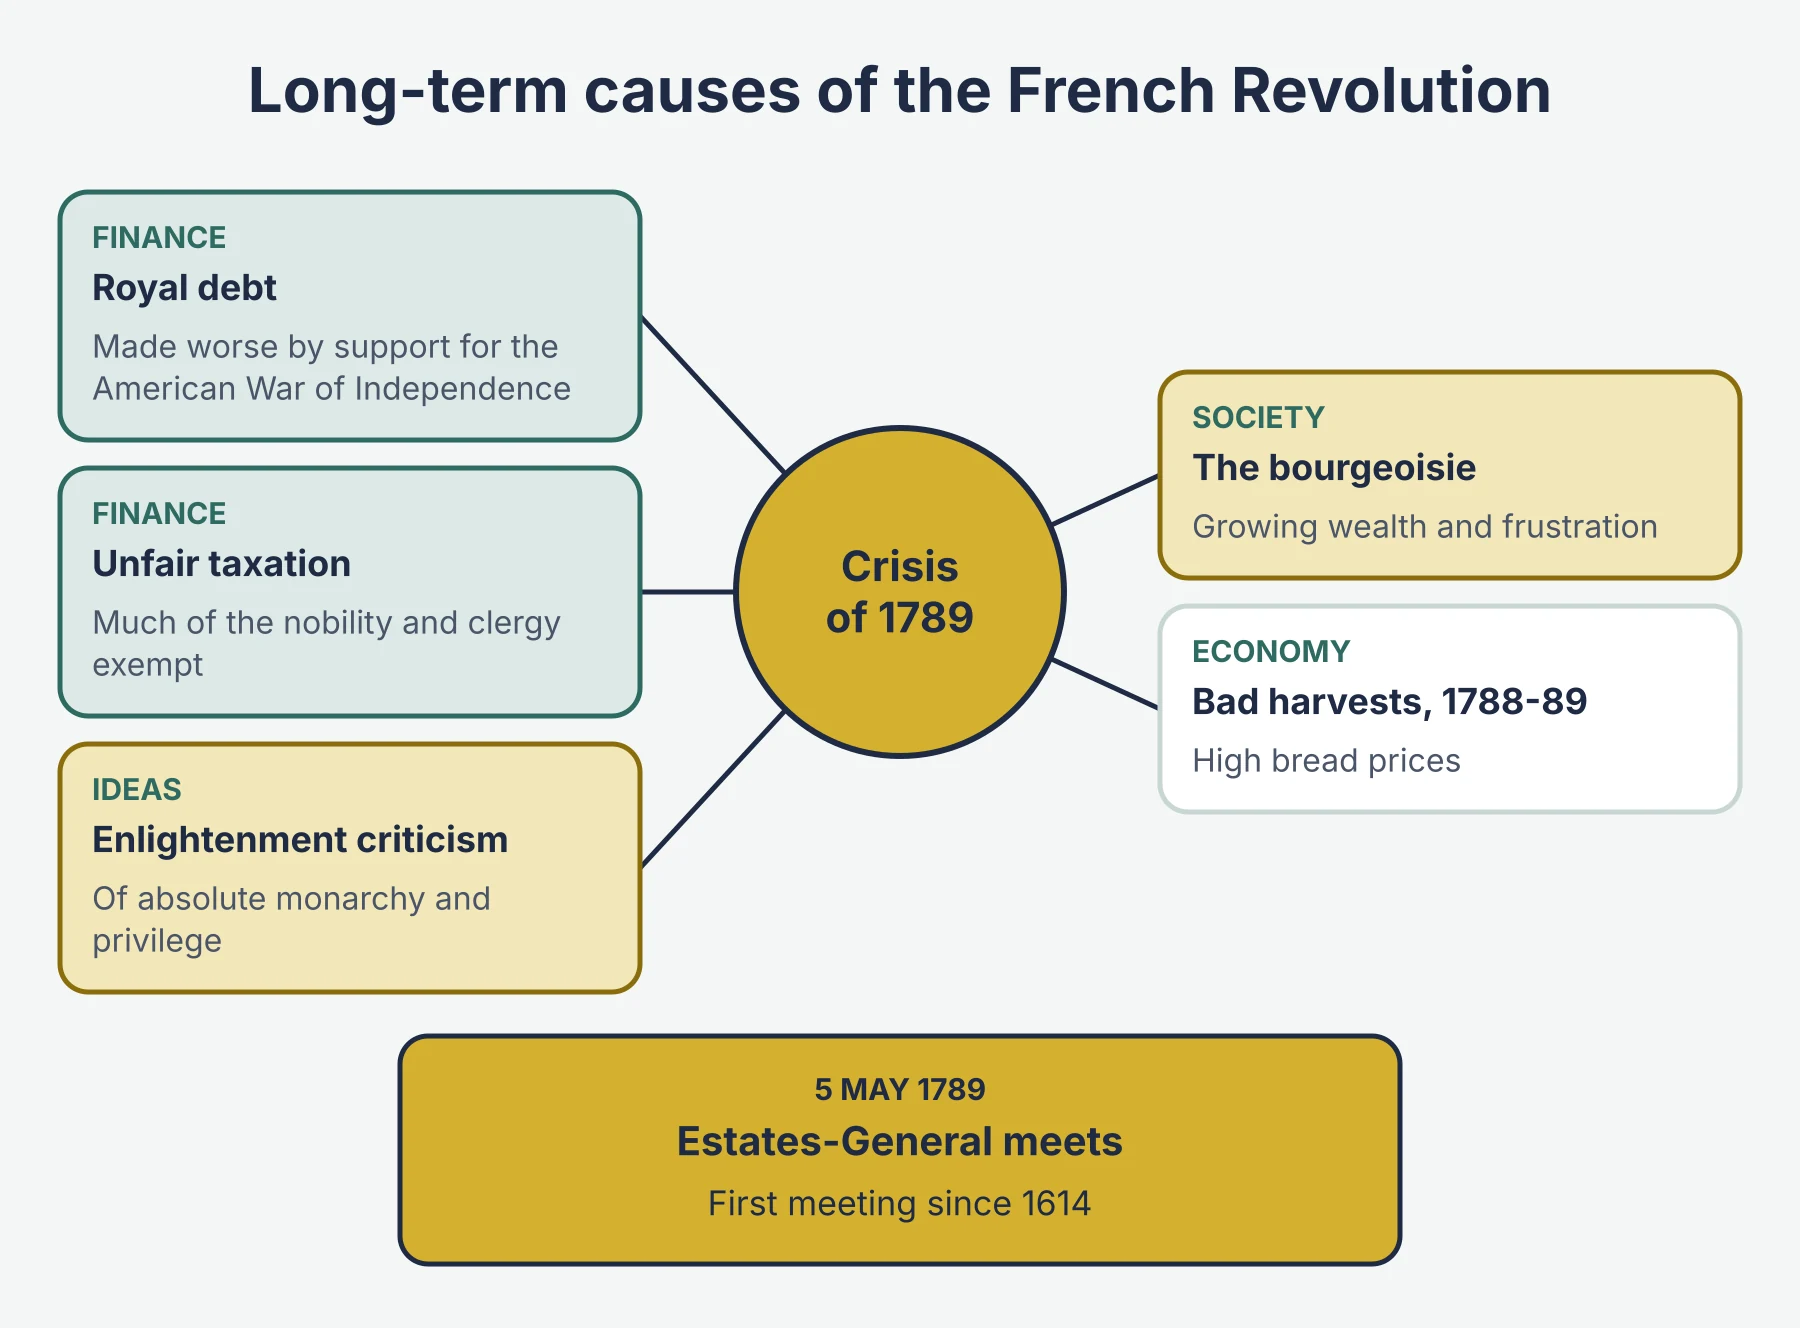 Long-term causes of the French Revolution
FINANCE
Royal debt
Made worse by support for the
American War of Independence
FINANCE
Unfair taxation
Much of the nobility and clergy
exempt
IDEAS
Enlightenment criticism
Of absolute monarchy and
privilege
Crisis
of 1789
SOCIETY
The bourgeoisie
Growing wealth and frustration
ECONOMY
Bad harvests, 1788-89
High bread prices
5 MAY 1789
Estates-General meets
First meeting since 1614